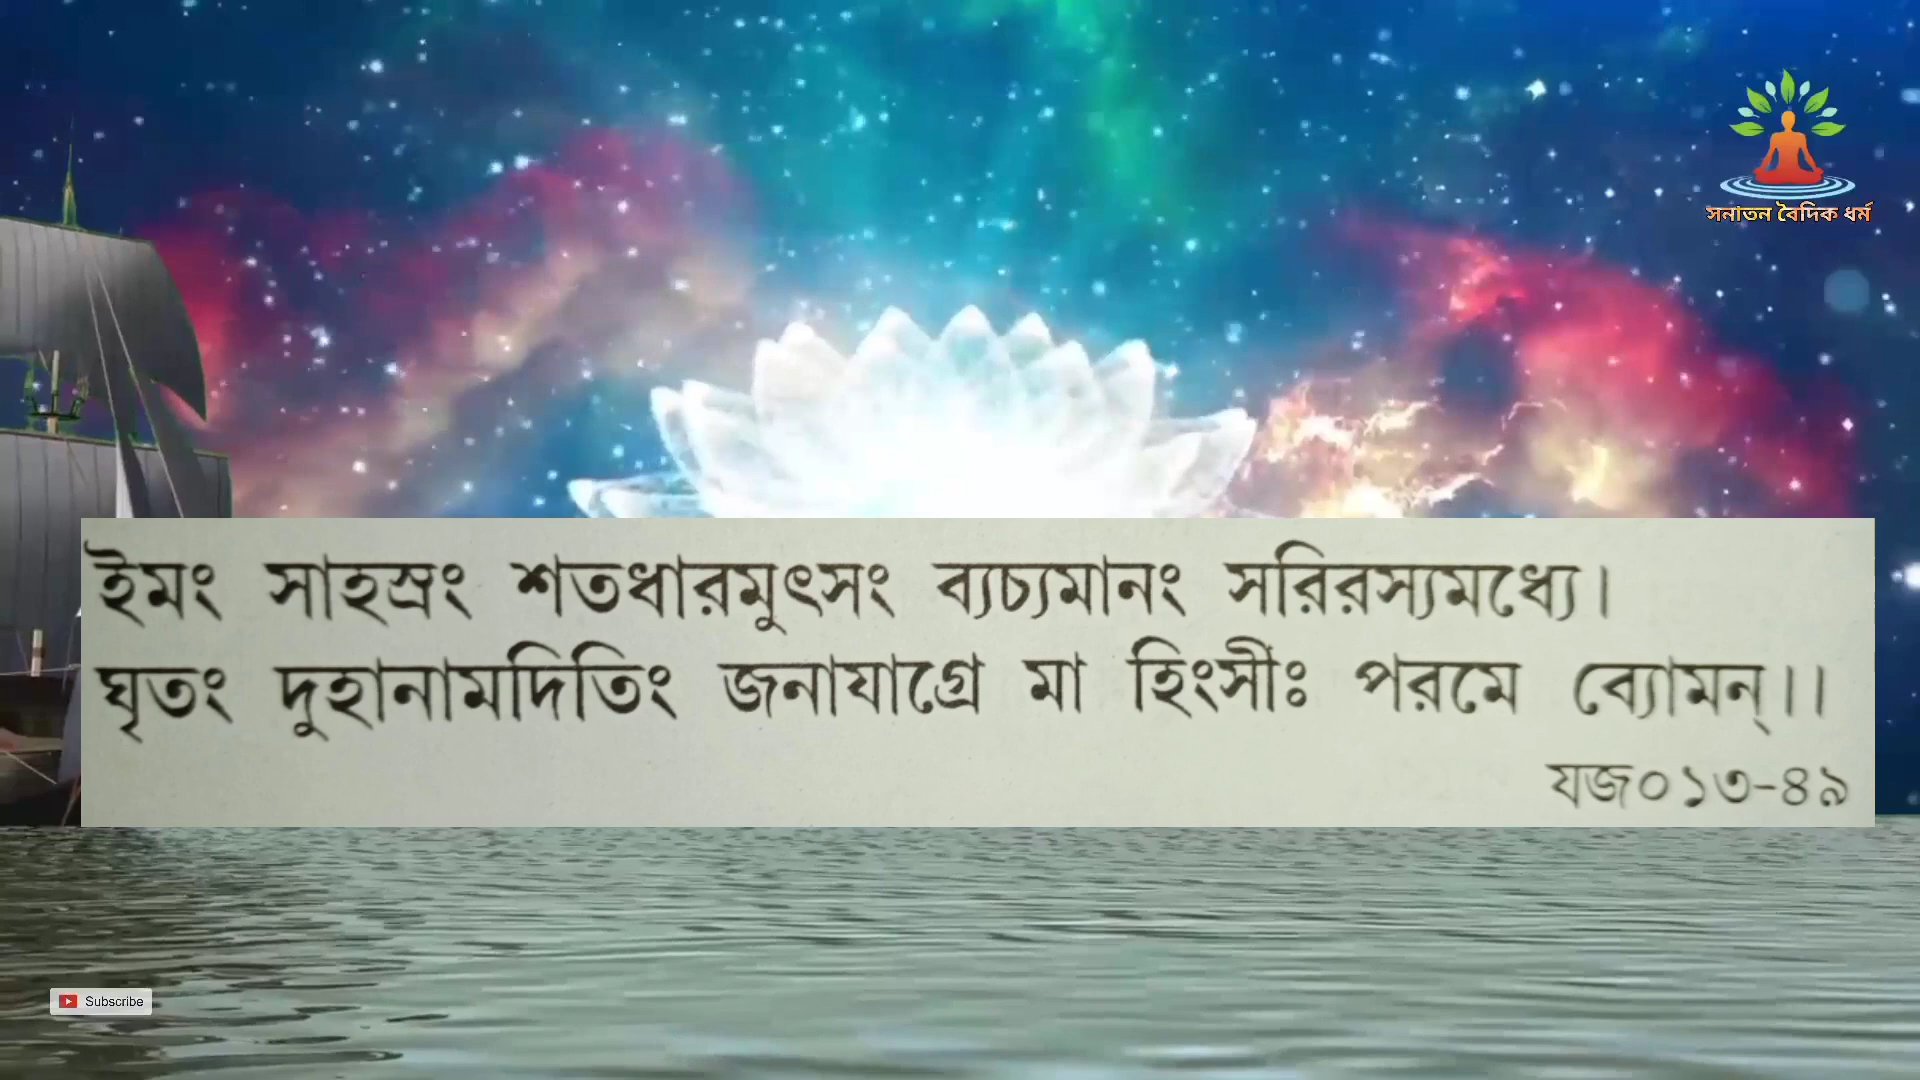 সনাতন বৈদিক ধর্ম
ইমং সাহস্রং শতধারমুৎসং ব্যচ্যমানং সরিরস্যমধ্যে।
ঘৃতং দুহানামদিতিং জনাযাগ্রে মা হিংসীঃ পরমে ব্যোমন্।।
যজ০১৩-৪৯
Subscribe